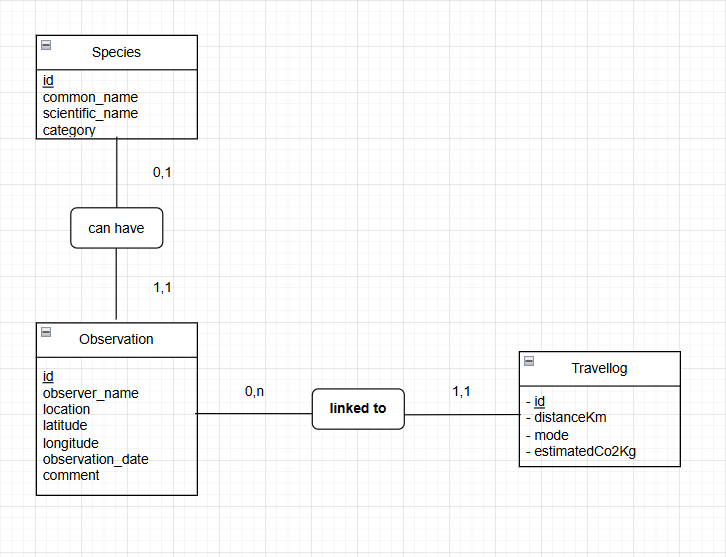 Species
id
common_name
scientific_name
category
0,1
can have
1,1
Observation
id
observer_name
location
latitude
longitude
observation_date
comment
0,n
linked to
1,1
Travellog
- id
- distanceKm
- mode
- estimatedCo2Kg